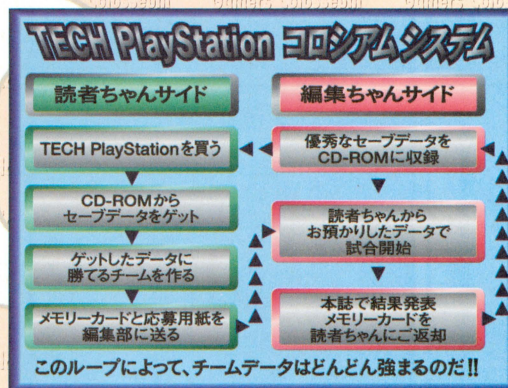 TECH PlayStation コロシアムシステム
読者ちゃんサイド
TECH PlayStationを買う
CD-ROMから
セーブデータをゲット
ゲットしたデータに
勝てるチームを作る
メモリーカードと応募用紙を
編集部に送る
編集ちゃんサイド
優秀なセーブデータを
CD-ROMに収録
読者ちゃんから
お預かりしたデータで
試合開始
本誌で結果発表
メモリーカードを
読者ちゃんにご返却
このループによって、チームデータはどんどん強まるのだ!!